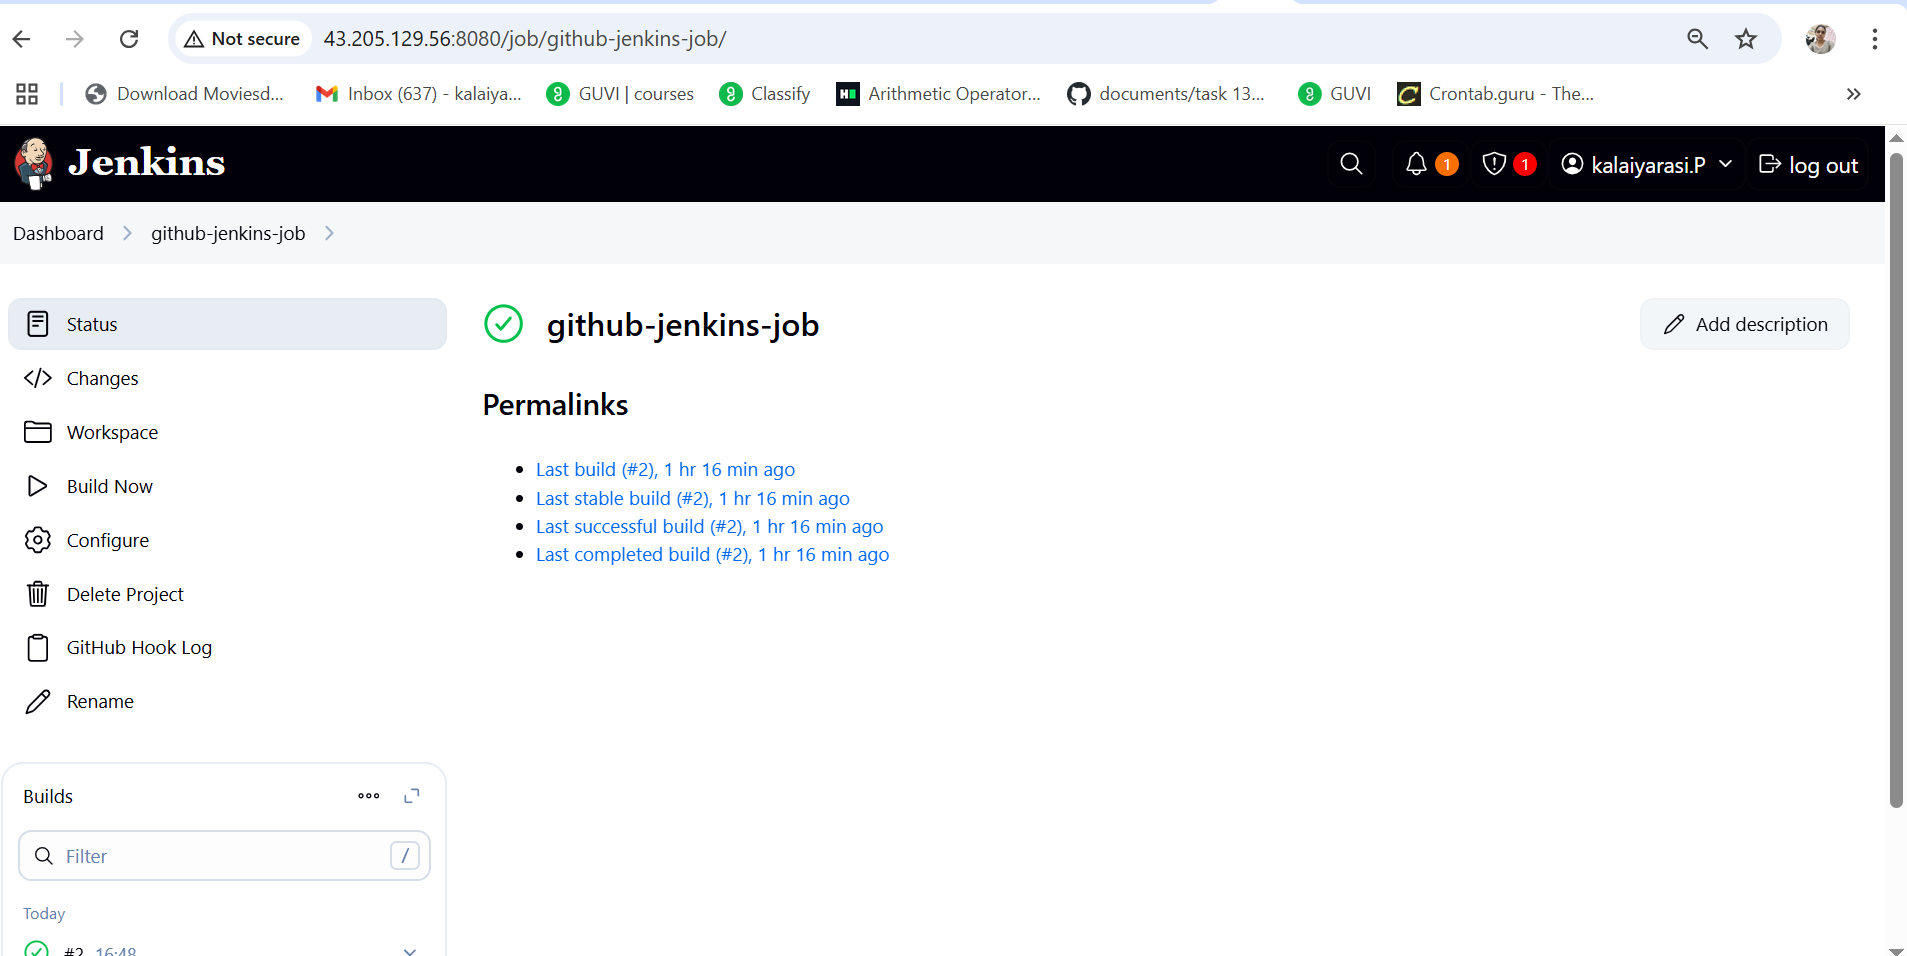 Not secure 43.205.129.56:8080/job/github-jenkins-job/
Download Moviesd... Inbox (637) - kalaiya... GUVI | courses Classify Arithmetic Operator... documents/task 13... GUVI Crontab.guru - The...
Jenkins 1 1 kalaiyarasi.P log out
Dashboard github-jenkins-job
Status
Changes
Workspace
Build Now
Configure
Delete Project
GitHub Hook Log
Rename
github-jenkins-job
Add description
Permalinks
Last build (#2), 1 hr 16 min ago
Last stable build (#2), 1 hr 16 min ago
Last successful build (#2), 1 hr 16 min ago
Last completed build (#2), 1 hr 16 min ago
Builds
Filter /
Today
#2 16:48